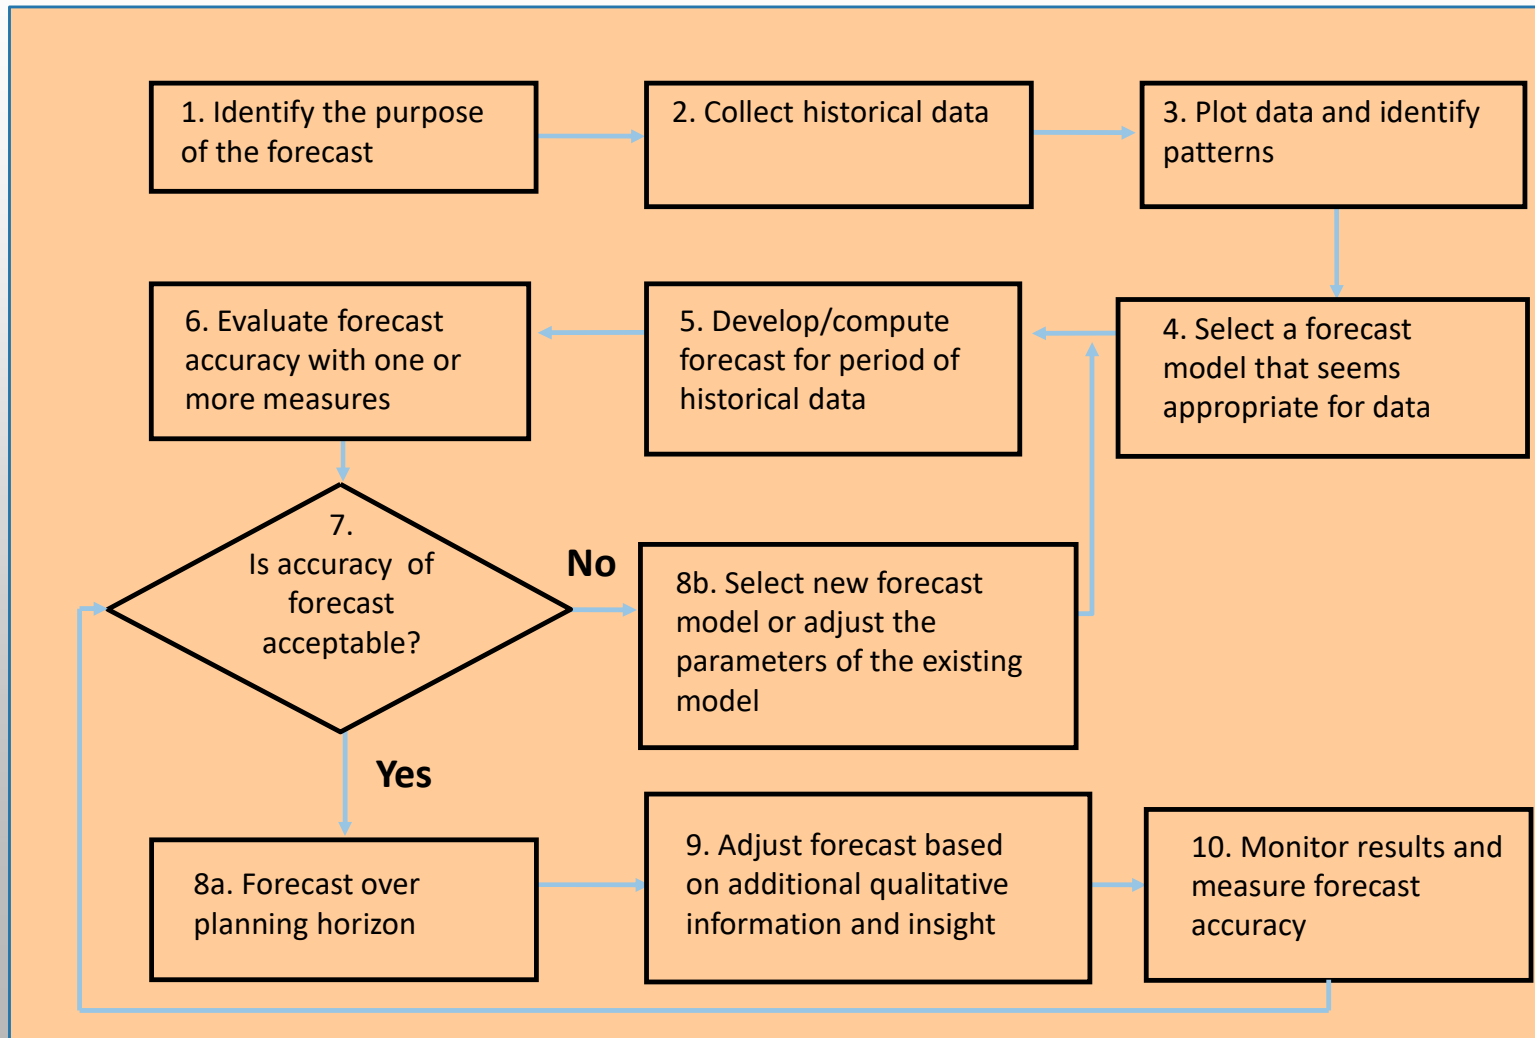 1. Identify the purpose
of the forecast
2. Collect historical data
3. Plot data and identify
patterns
4. Select a forecast
model that seems
appropriate for data
5. Develop/compute
forecast for period of
historical data
6. Evaluate forecast
accuracy with one or
more measures
7.
Is accuracy of
forecast
acceptable?
No
8b. Select new forecast
model or adjust the
parameters of the existing
model
Yes
8a. Forecast over
planning horizon
9. Adjust forecast based
on additional qualitative
information and insight
10. Monitor results and
measure forecast
accuracy